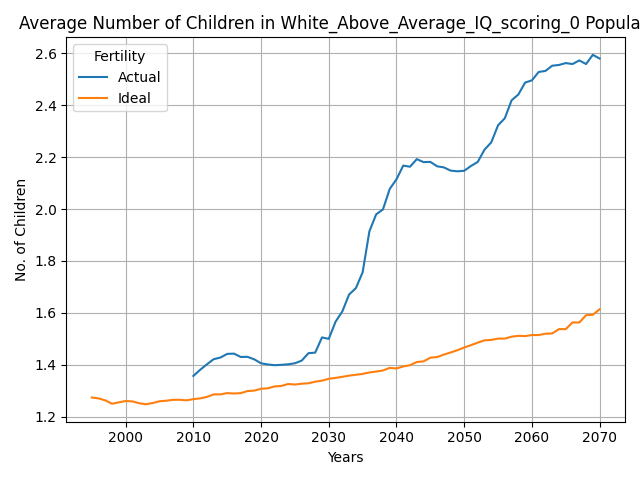 Average Number of Children in White_Above_Average_IQ_scoring_0 Popula
Fertility
Actual
Ideal
2.6
2.4
2.2
2.0
1.8
1.6
1.4
1.2
No. of Children
2000 2010 2020 2030 2040 2050 2060 2070
Years